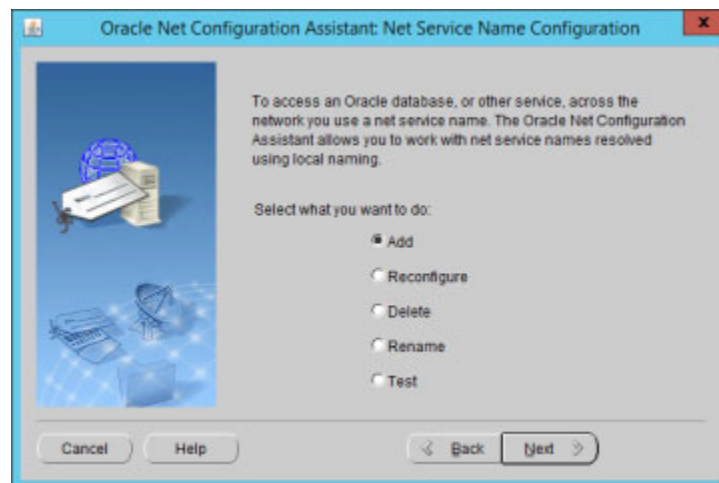 Oracle Net Configuration Assistant: Net Service Name Configuration
x
To access an Oracle database, or other service, across the
network you use a net service name. The Oracle Net Configuration
Assistant allows you to work with net service names resolved
using local naming.
Select what you want to do:
Add
Reconfigure
Delete
Rename
Test
Cancel Help Back Next